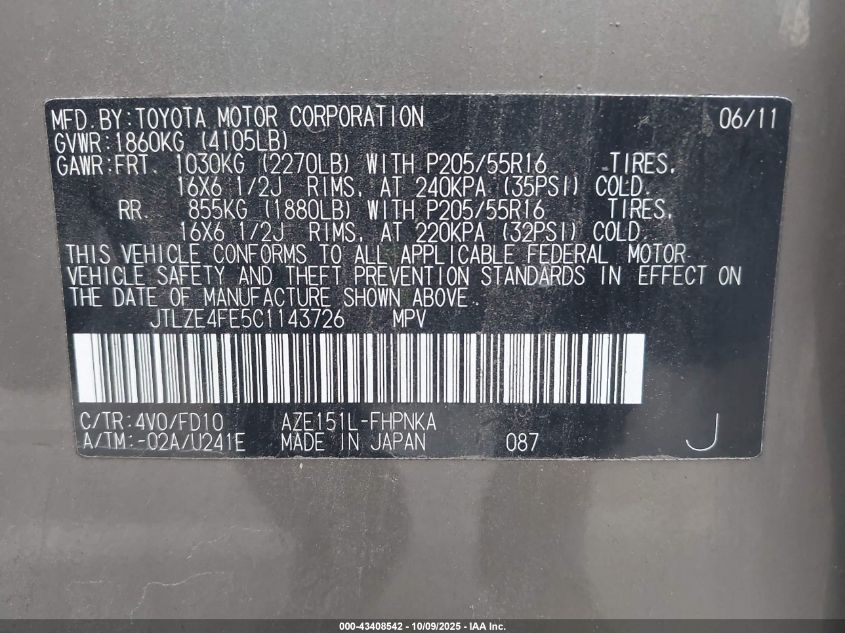 MFD.BY:TOYOTA MOTOR CORPORATION 06/11
GVWR:1860KG (4105LB)
GAWR:FRT. 1030KG (2270LB) WITH P205/55R16 TIRES,
16X6 1/2J RIMS, AT 240KPA (35PSI) COLD.
RR. 855KG (1880LB) WITH P205/55R16 TIRES,
16X6 1/2J RIMS, AT 220KPA (32PSI) COLD.
THIS VEHICLE CONFORMS TO ALL APPLICABLE FEDERAL MOTOR
VEHICLE SAFETY AND THEFT PREVENTION STANDARDS IN EFFECT ON
THE DATE OF MANUFACTURE SHOWN ABOVE.
JTLZE4FE5C1143726 MPV
C/TR:4V0/FD10 AZE151L-FHPNKA
A/TM:-02A/U241E MADE IN JAPAN 087 J
000-43408542 | 10/09/2025 | IAA Inc.